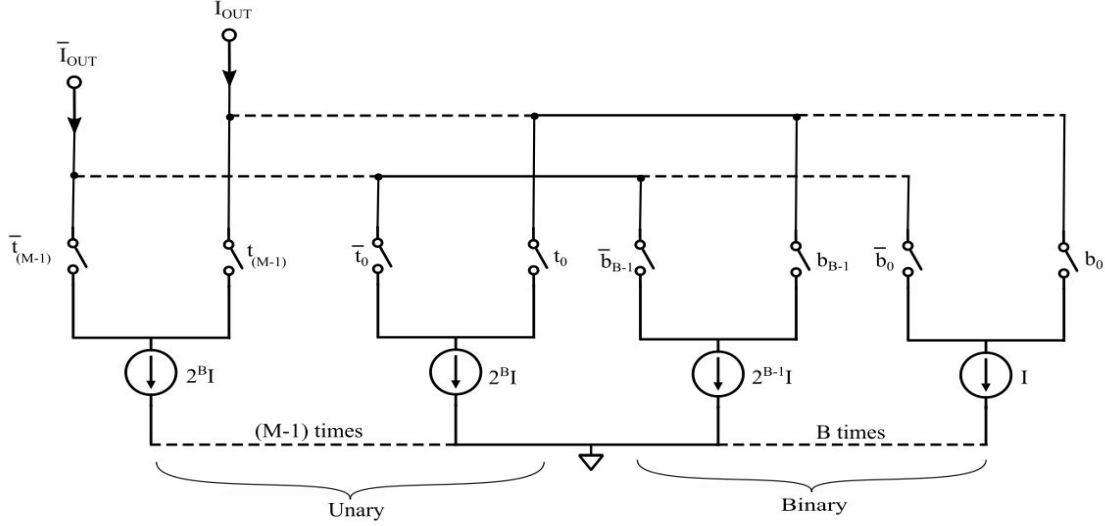 I̅OUT
IOUT
t̅(M-1)
t(M-1)
t̅0
t0
b̅B-1
bB-1
b̅0
b0
2ᴮI
2ᴮI
2ᴮ⁻¹I
I
(M-1) times
B times
Unary
Binary